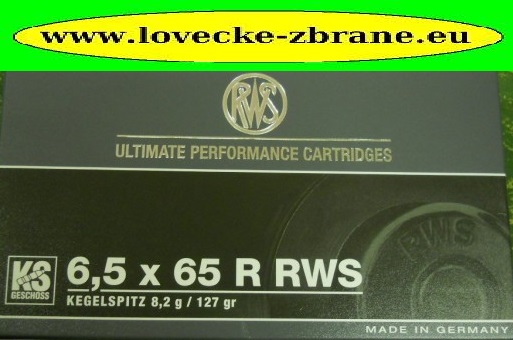 www.lovecke-zbrane.eu
RWS
ULTIMATE PERFORMANCE CARTRIDGES
RWS
KS
GESCHOSS
6,5 x 65 R RWS
KEGELSPITZ 8,2 g / 127 gr
MADE IN GERMANY